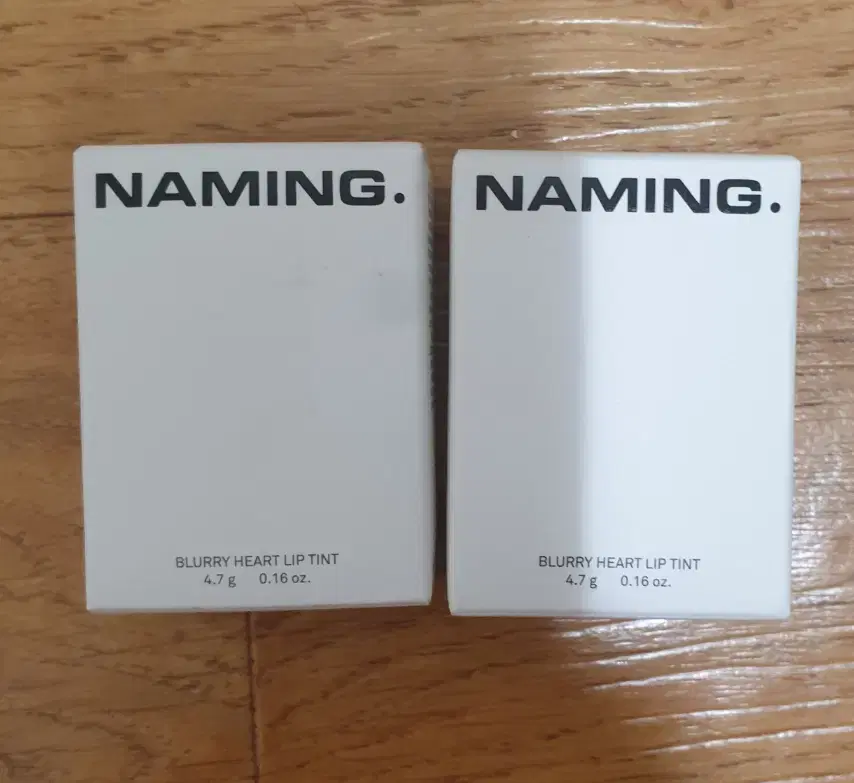 NAMING.
BLURRY HEART LIP TINT
4.7 g 0.16 oz.
NAMING.
BLURRY HEART LIP TINT
4.7 g 0.16 oz.